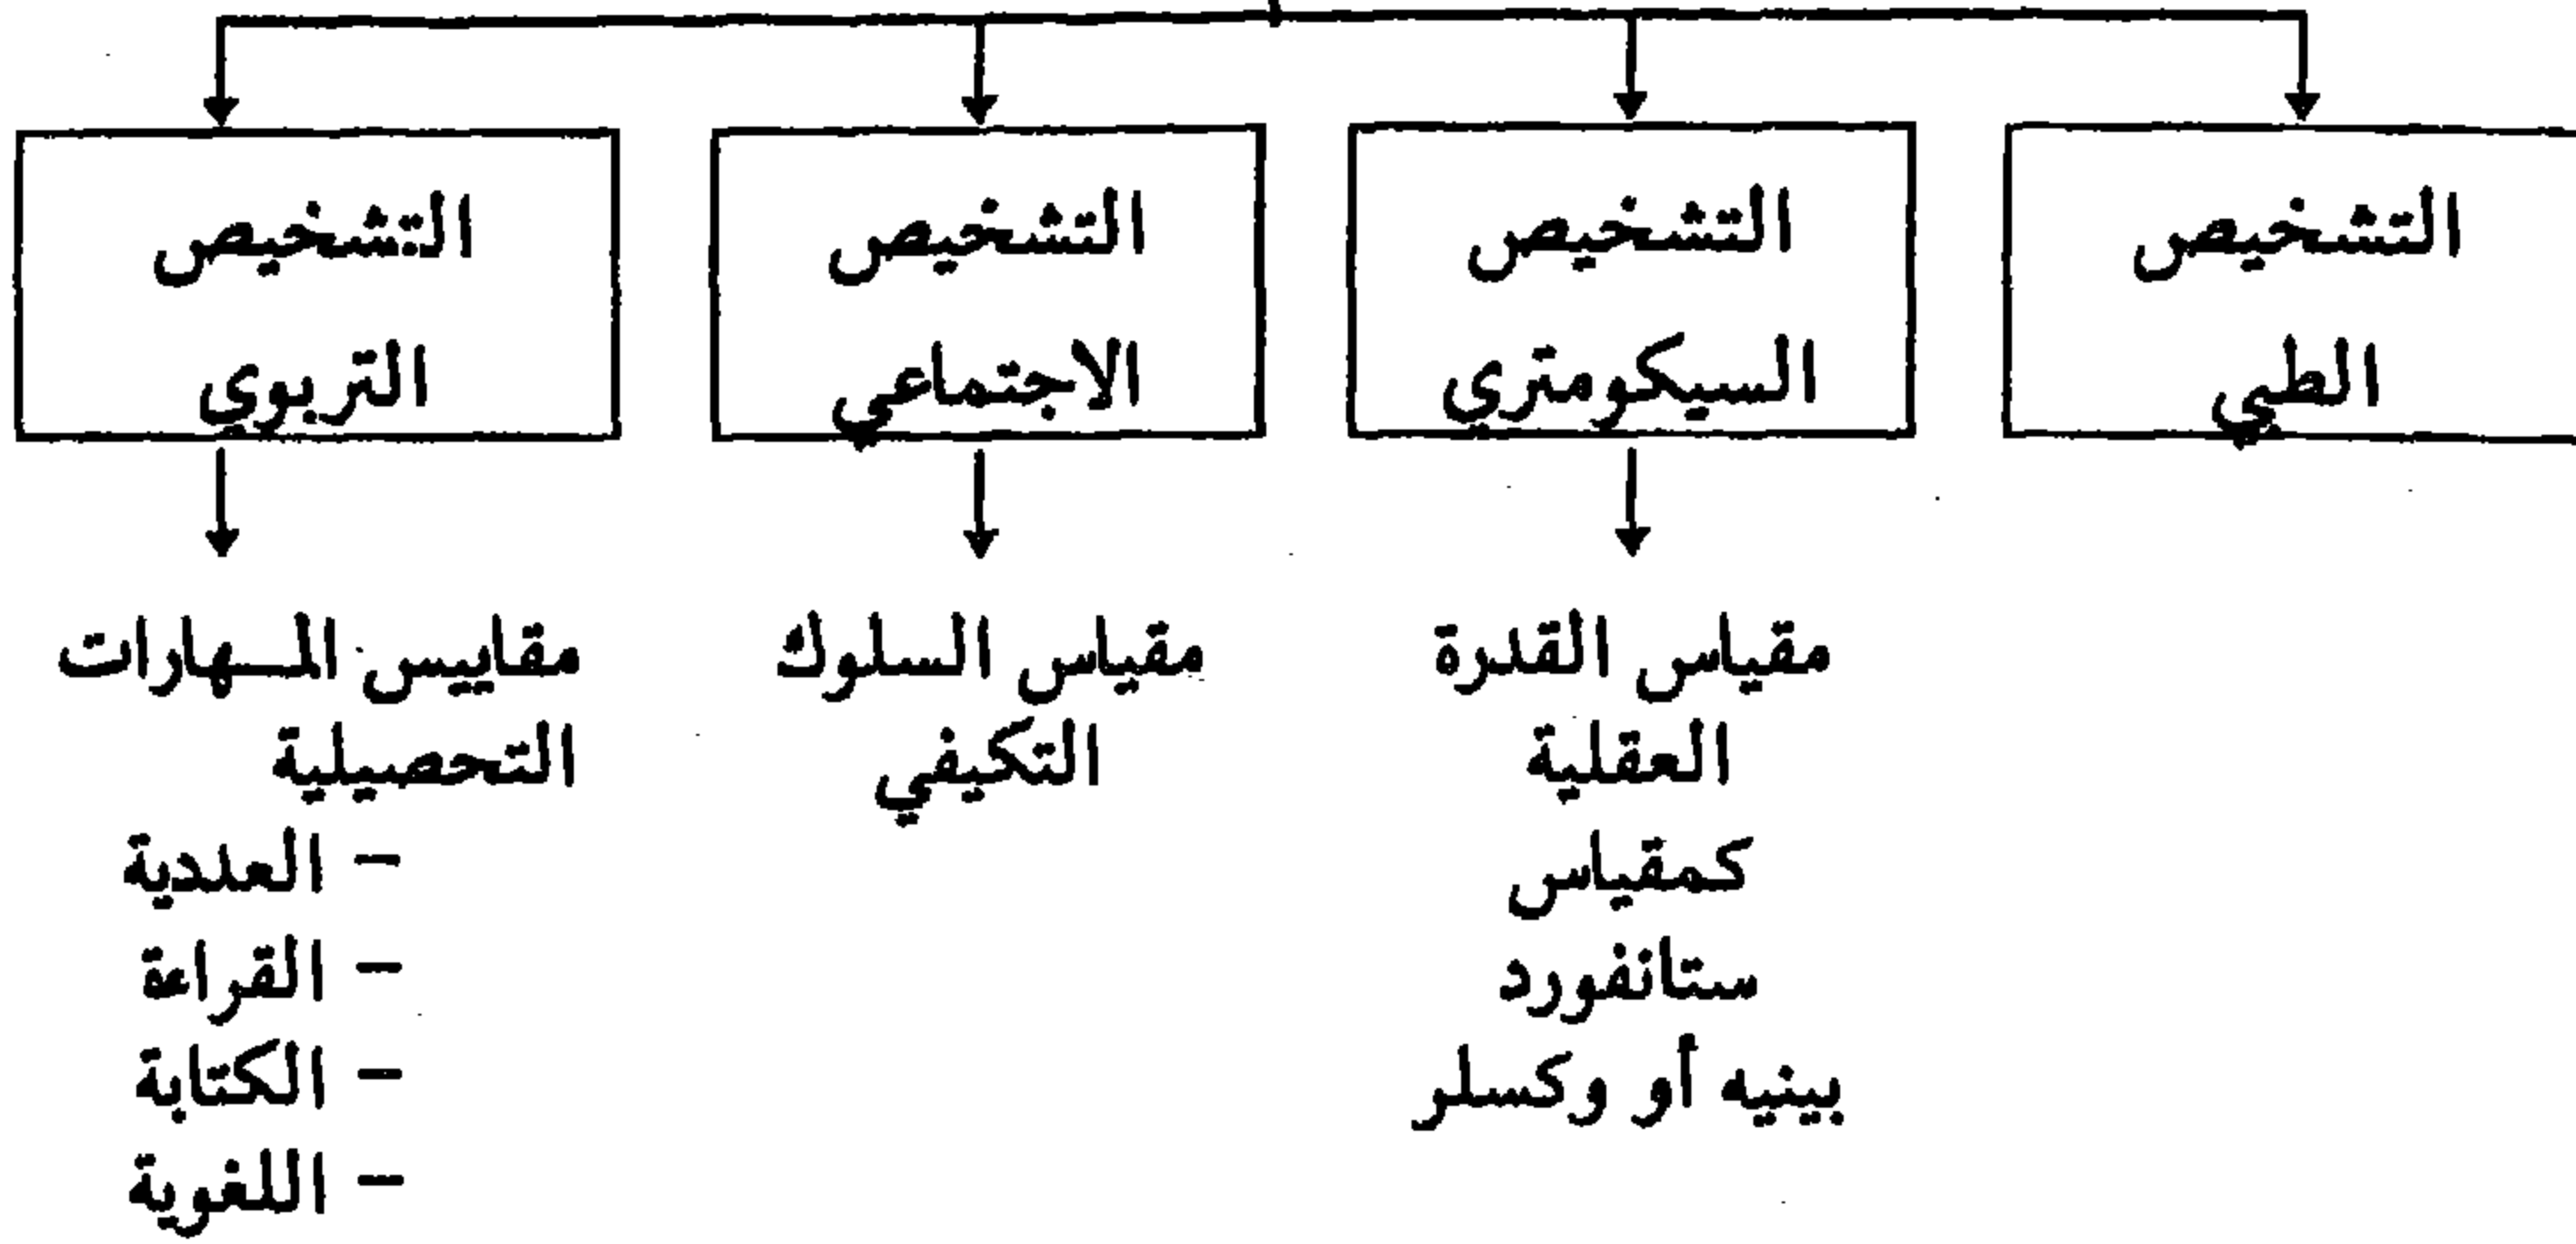 التشخيص
الطبي
التشخيص
السيكومتري
التشخيص
الاجتماعي
التشخيص
التربوي
مقياس القدرة
العقلية
كمقياس
ستانفورد
بينيه أو وكسلر
مقياس السلوك
التكيفي
مقاييس المهارات
التحصيلية
– العددية
– القراءة
– الكتابة
– اللغوية